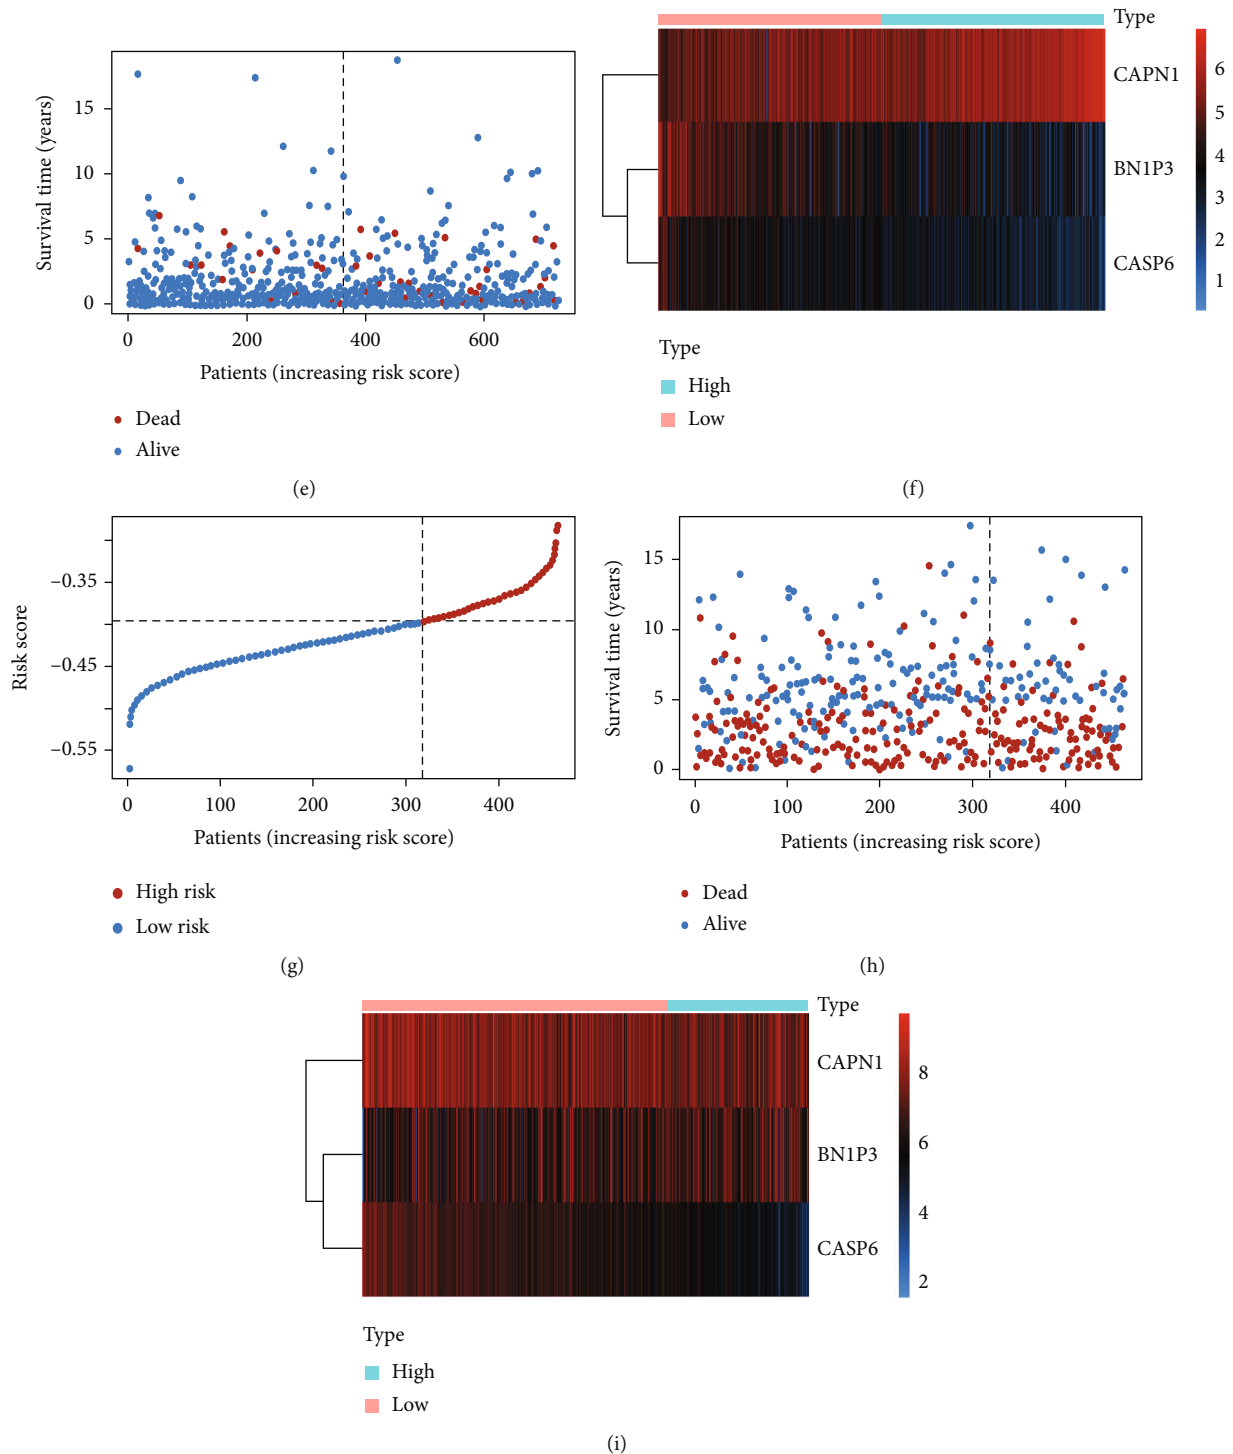 Survival time (years)
15
10
5
0
0 200 400 600
Patients (increasing risk score)
Dead
Alive
(e)
Type
CAPN1
BN1P3
CASP6
6
5
4
3
2
1
Type
High
Low
(f)
Risk score
−0.35
−0.45
−0.55
0 100 200 300 400
Patients (increasing risk score)
High risk
Low risk
(g)
Survival time (years)
15
10
5
0
0 100 200 300 400
Patients (increasing risk score)
Dead
Alive
(h)
Type
CAPN1
BN1P3
CASP6
8
6
4
2
Type
High
Low
(i)